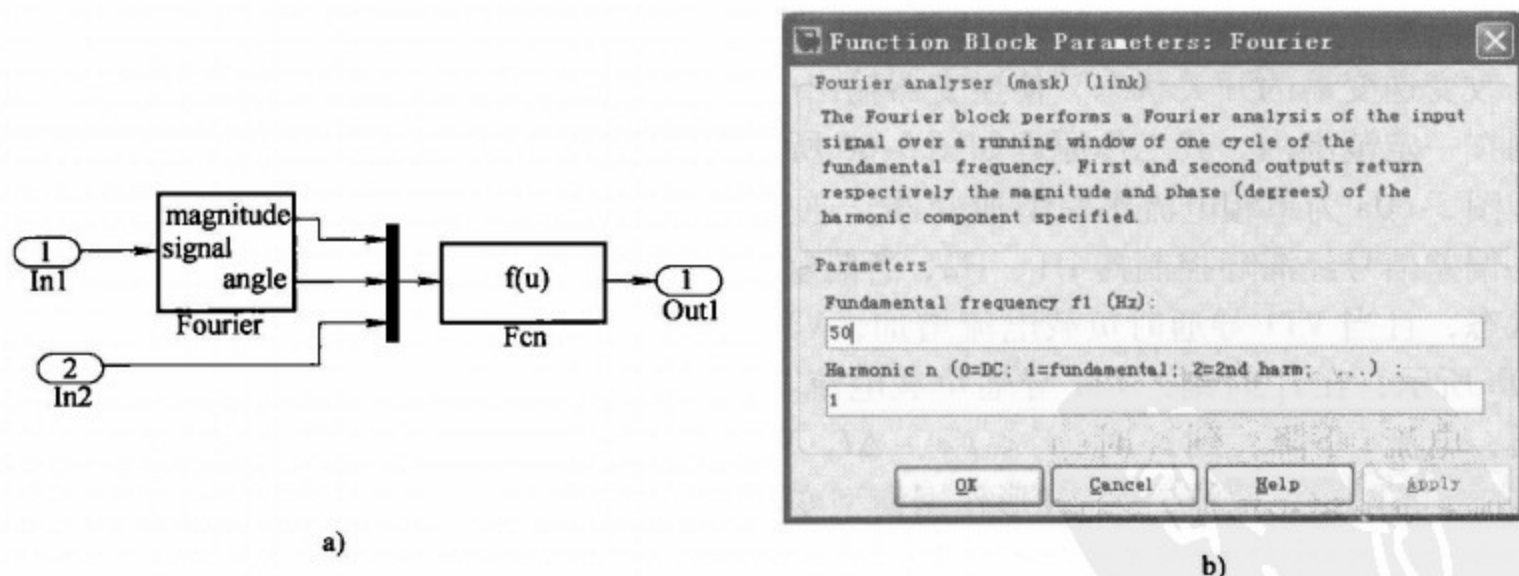 magnitude
signal
angle
Fourier
1
In1
2
In2
f(u)
Fcn
1
Out1
a)
Function Block Parameters: Fourier
Fourier analyser (mask) (link)
The Fourier block performs a Fourier analysis of the input
signal over a running window of one cycle of the
fundamental frequency. First and second outputs return
respectively the magnitude and phase (degrees) of the
harmonic component specified.
Parameters
Fundamental frequency f1 (Hz):
50
Harmonic n (0=DC; 1=fundamental; 2=2nd harm; ...) :
1
OK
Cancel
Help
Apply
b)